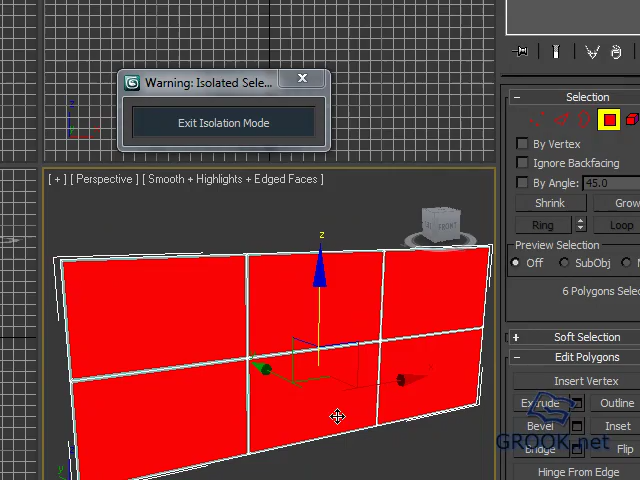 Warning: Isolated Sele...
Exit Isolation Mode
[ + ] [ Perspective ] [ Smooth + Highlights + Edged Faces ]
z
FRONT
z
y
Selection
By Vertex
Ignore Backfacing
By Angle: 45.0
Shrink Grow
Ring Loop
Preview Selection
Off SubObj
6 Polygons Selec
Soft Selection
Edit Polygons
Insert Vertex
Extrude Outline
Bevel Inset
GROOK.net
Bridge Flip
Hinge From Edge